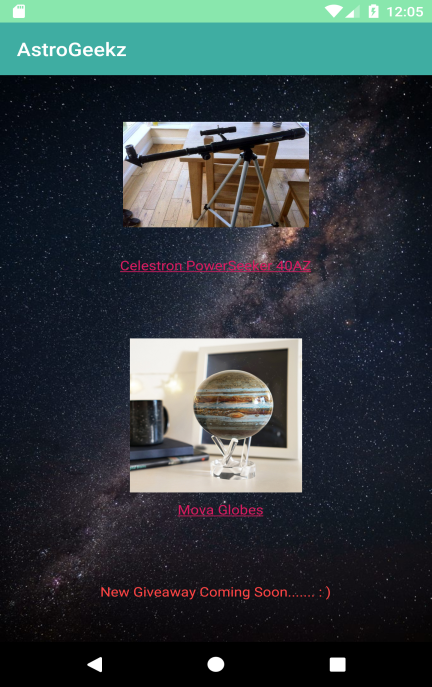 12:05
AstroGeekz
Celestron PowerSeeker 40AZ
Mova Globes
New Giveaway Coming Soon....... : )